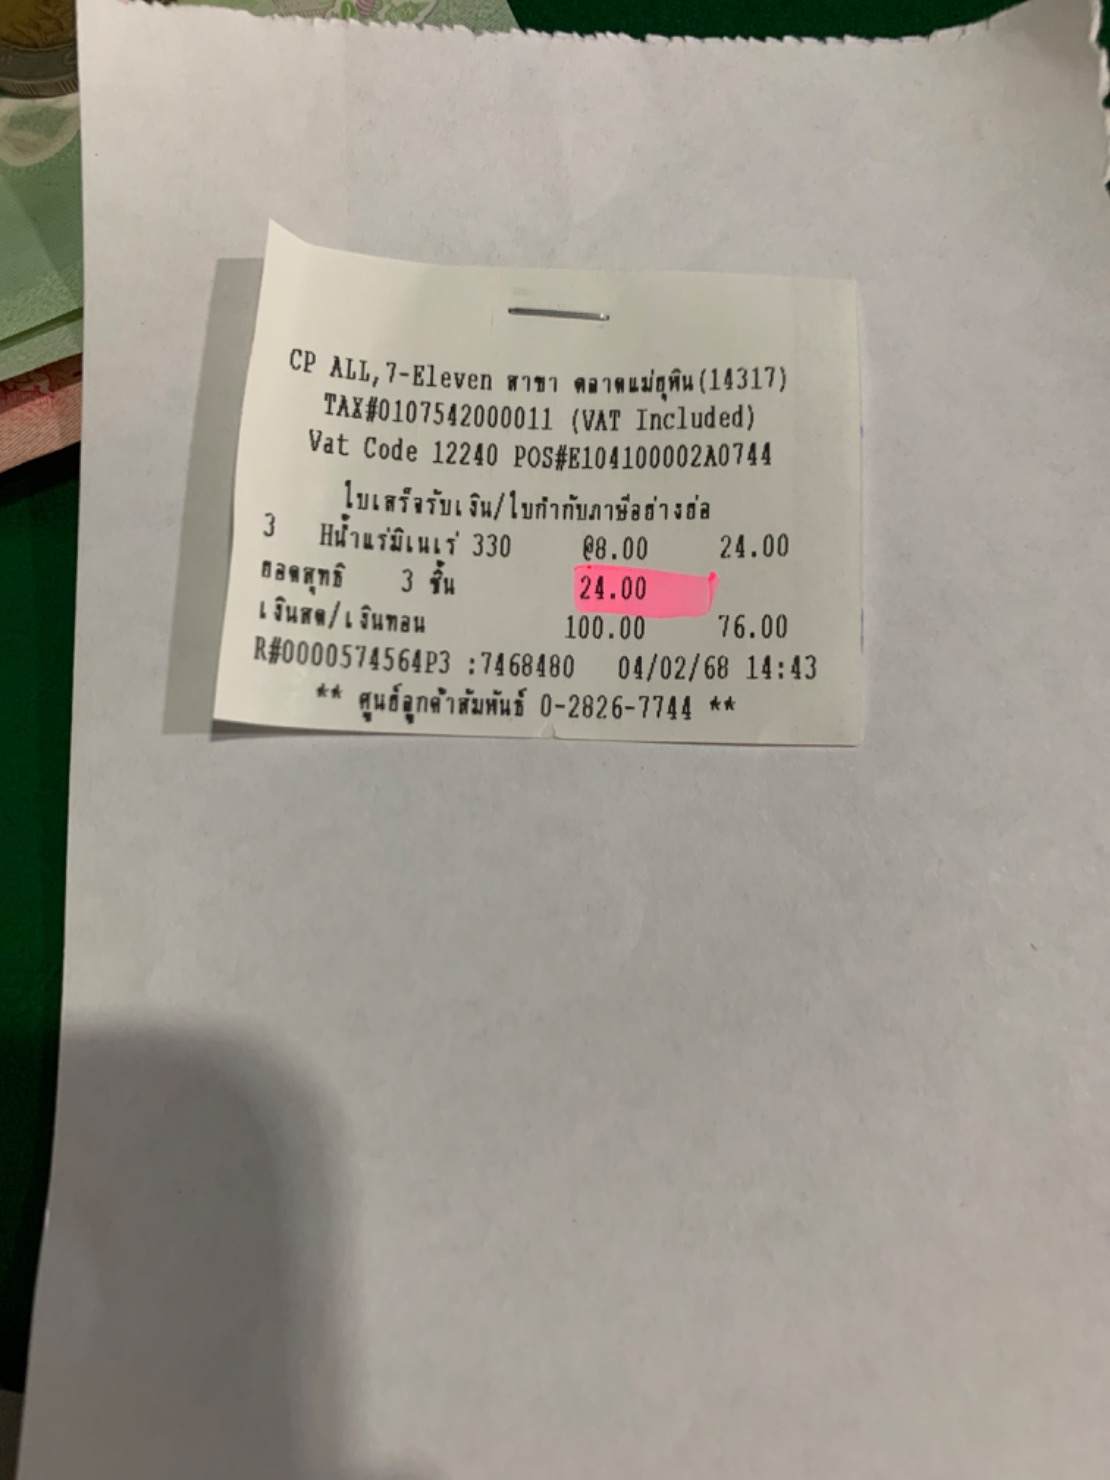 CP ALL,7-Eleven สาขา ตลาดแม่ฮุหิน(14317)
TAX#0107542000011 (VAT Included)
Vat Code 12240 POS#E104100002A0744
ใบเสร็จรับเงิน/ใบกำกับภาษีอย่างย่อ
3 Hน้ำแร่มิเนเร่ 330 @8.00 24.00
ยอดสุทธิ 3 ชิ้น 24.00
เงินสด/เงินทอน 100.00 76.00
R#0000574564P3 :7468480 04/02/68 14:43
** ศูนย์ลูกค้าสัมพันธ์ 0-2826-7744 **